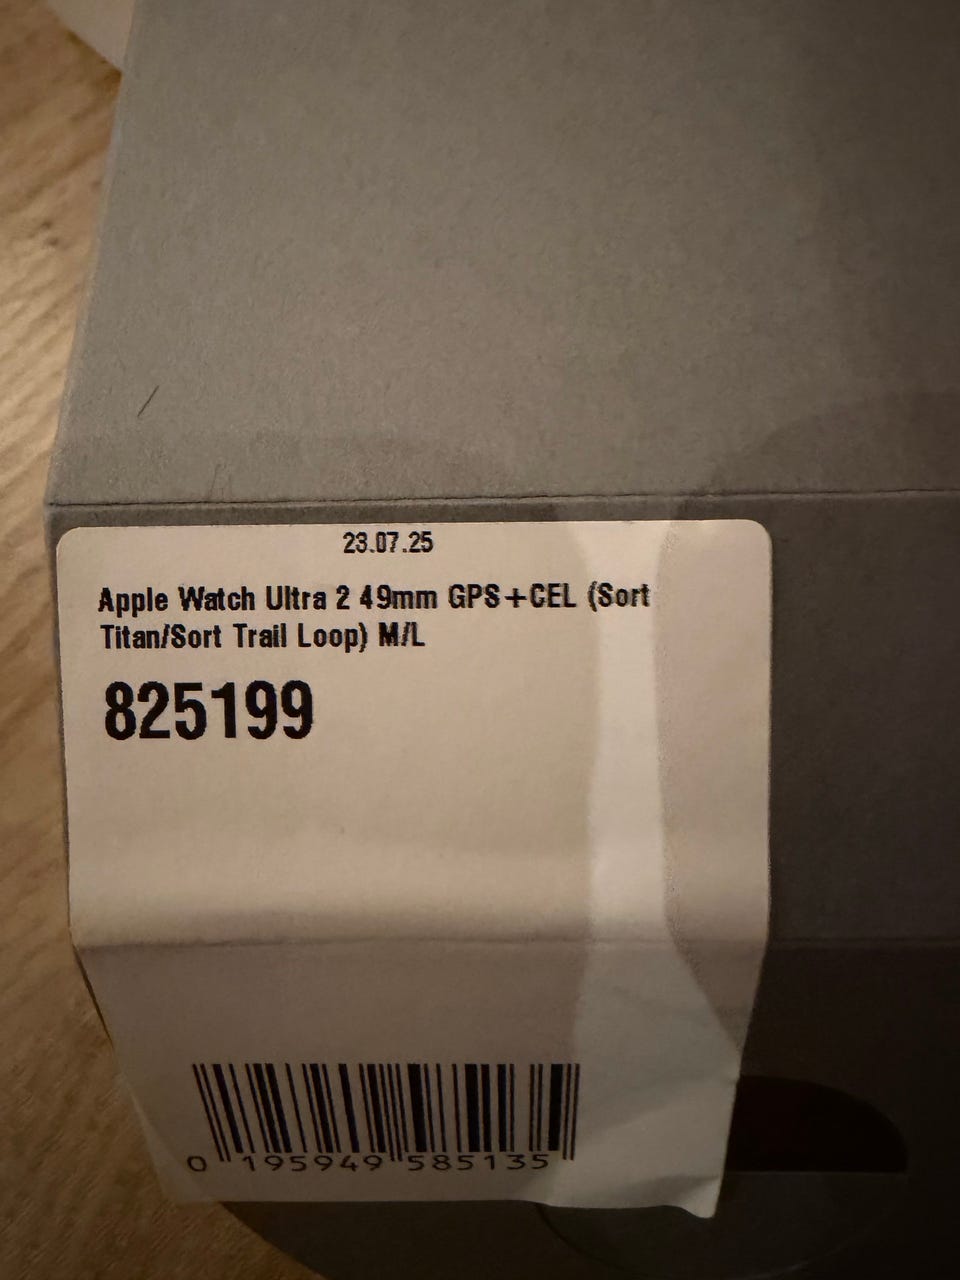 23.07.25
Apple Watch Ultra 2 49mm GPS+CEL (Sort
Titan/Sort Trail Loop) M/L
825199
0 195949 585135